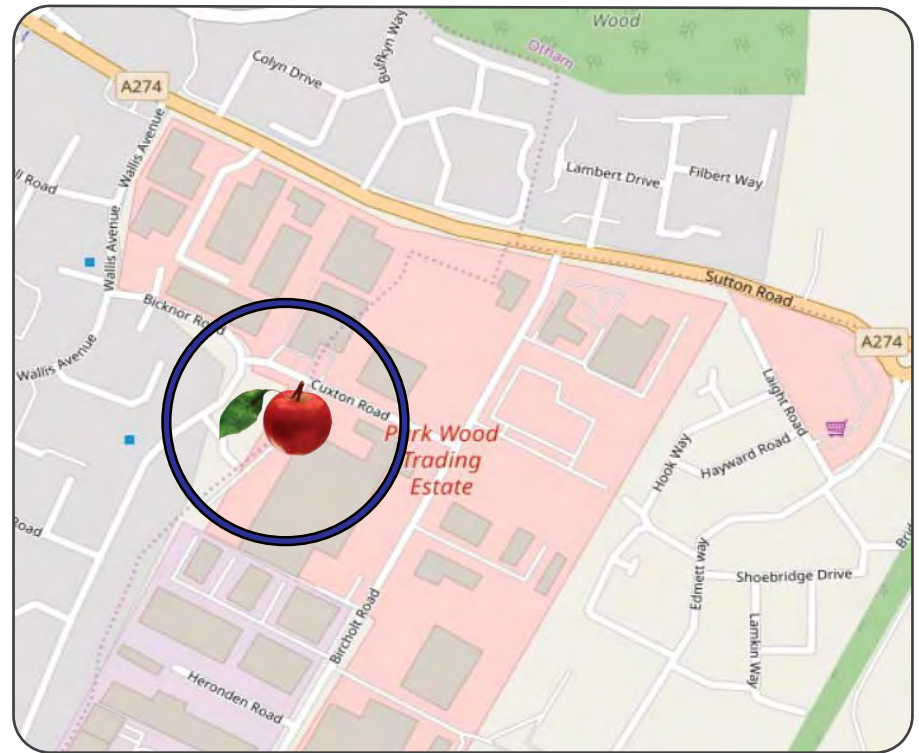 Wood
Otham
Buffkyn Way
Colyn Drive
A274
Wallis Avenue
Lambert Drive
Filbert Way
ll Road
Wallis Avenue
Sutton Road
Bicknor Road
A274
Wallis Avenue
Cuxton Road
Laight Road
Park Wood
Trading
Estate
Hook Way
Hayward Road
Road
Edmett way
Shoebridge Drive
Bircholt Road
Lamkin Way
Heronden Road